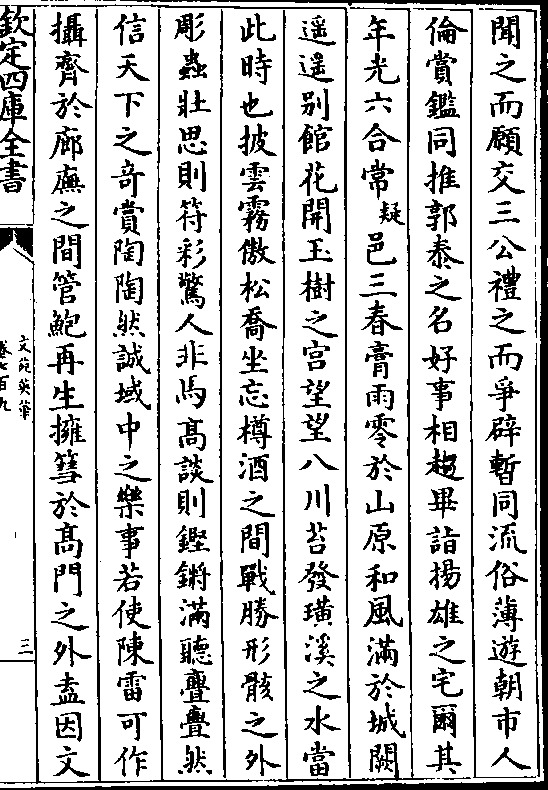 聞之而願交三公禮之而爭辟暫同流俗薄遊朝市人
倫賞鑑同推郭泰之名好事相趨畢詣揚雄之宅爾其
年光六合常疑邑三春膏雨零於山原和風滿於城闕
遥遥别館花開玉樹之宫望望八川苔發璜溪之水當
此時也披雲霧傲松喬坐忘樽酒之間戰勝形骸之外
彫蟲壯思則符彩驚人非馬高談則鏗鏘滿聽亹亹然
信天下之竒賞陶陶然誠域中之樂事若使陳雷可作
攝齊於廊廡之間管鮑再生擁篲於高門之外盍因文
欽定四庫全書
文苑英華
卷七百九
三